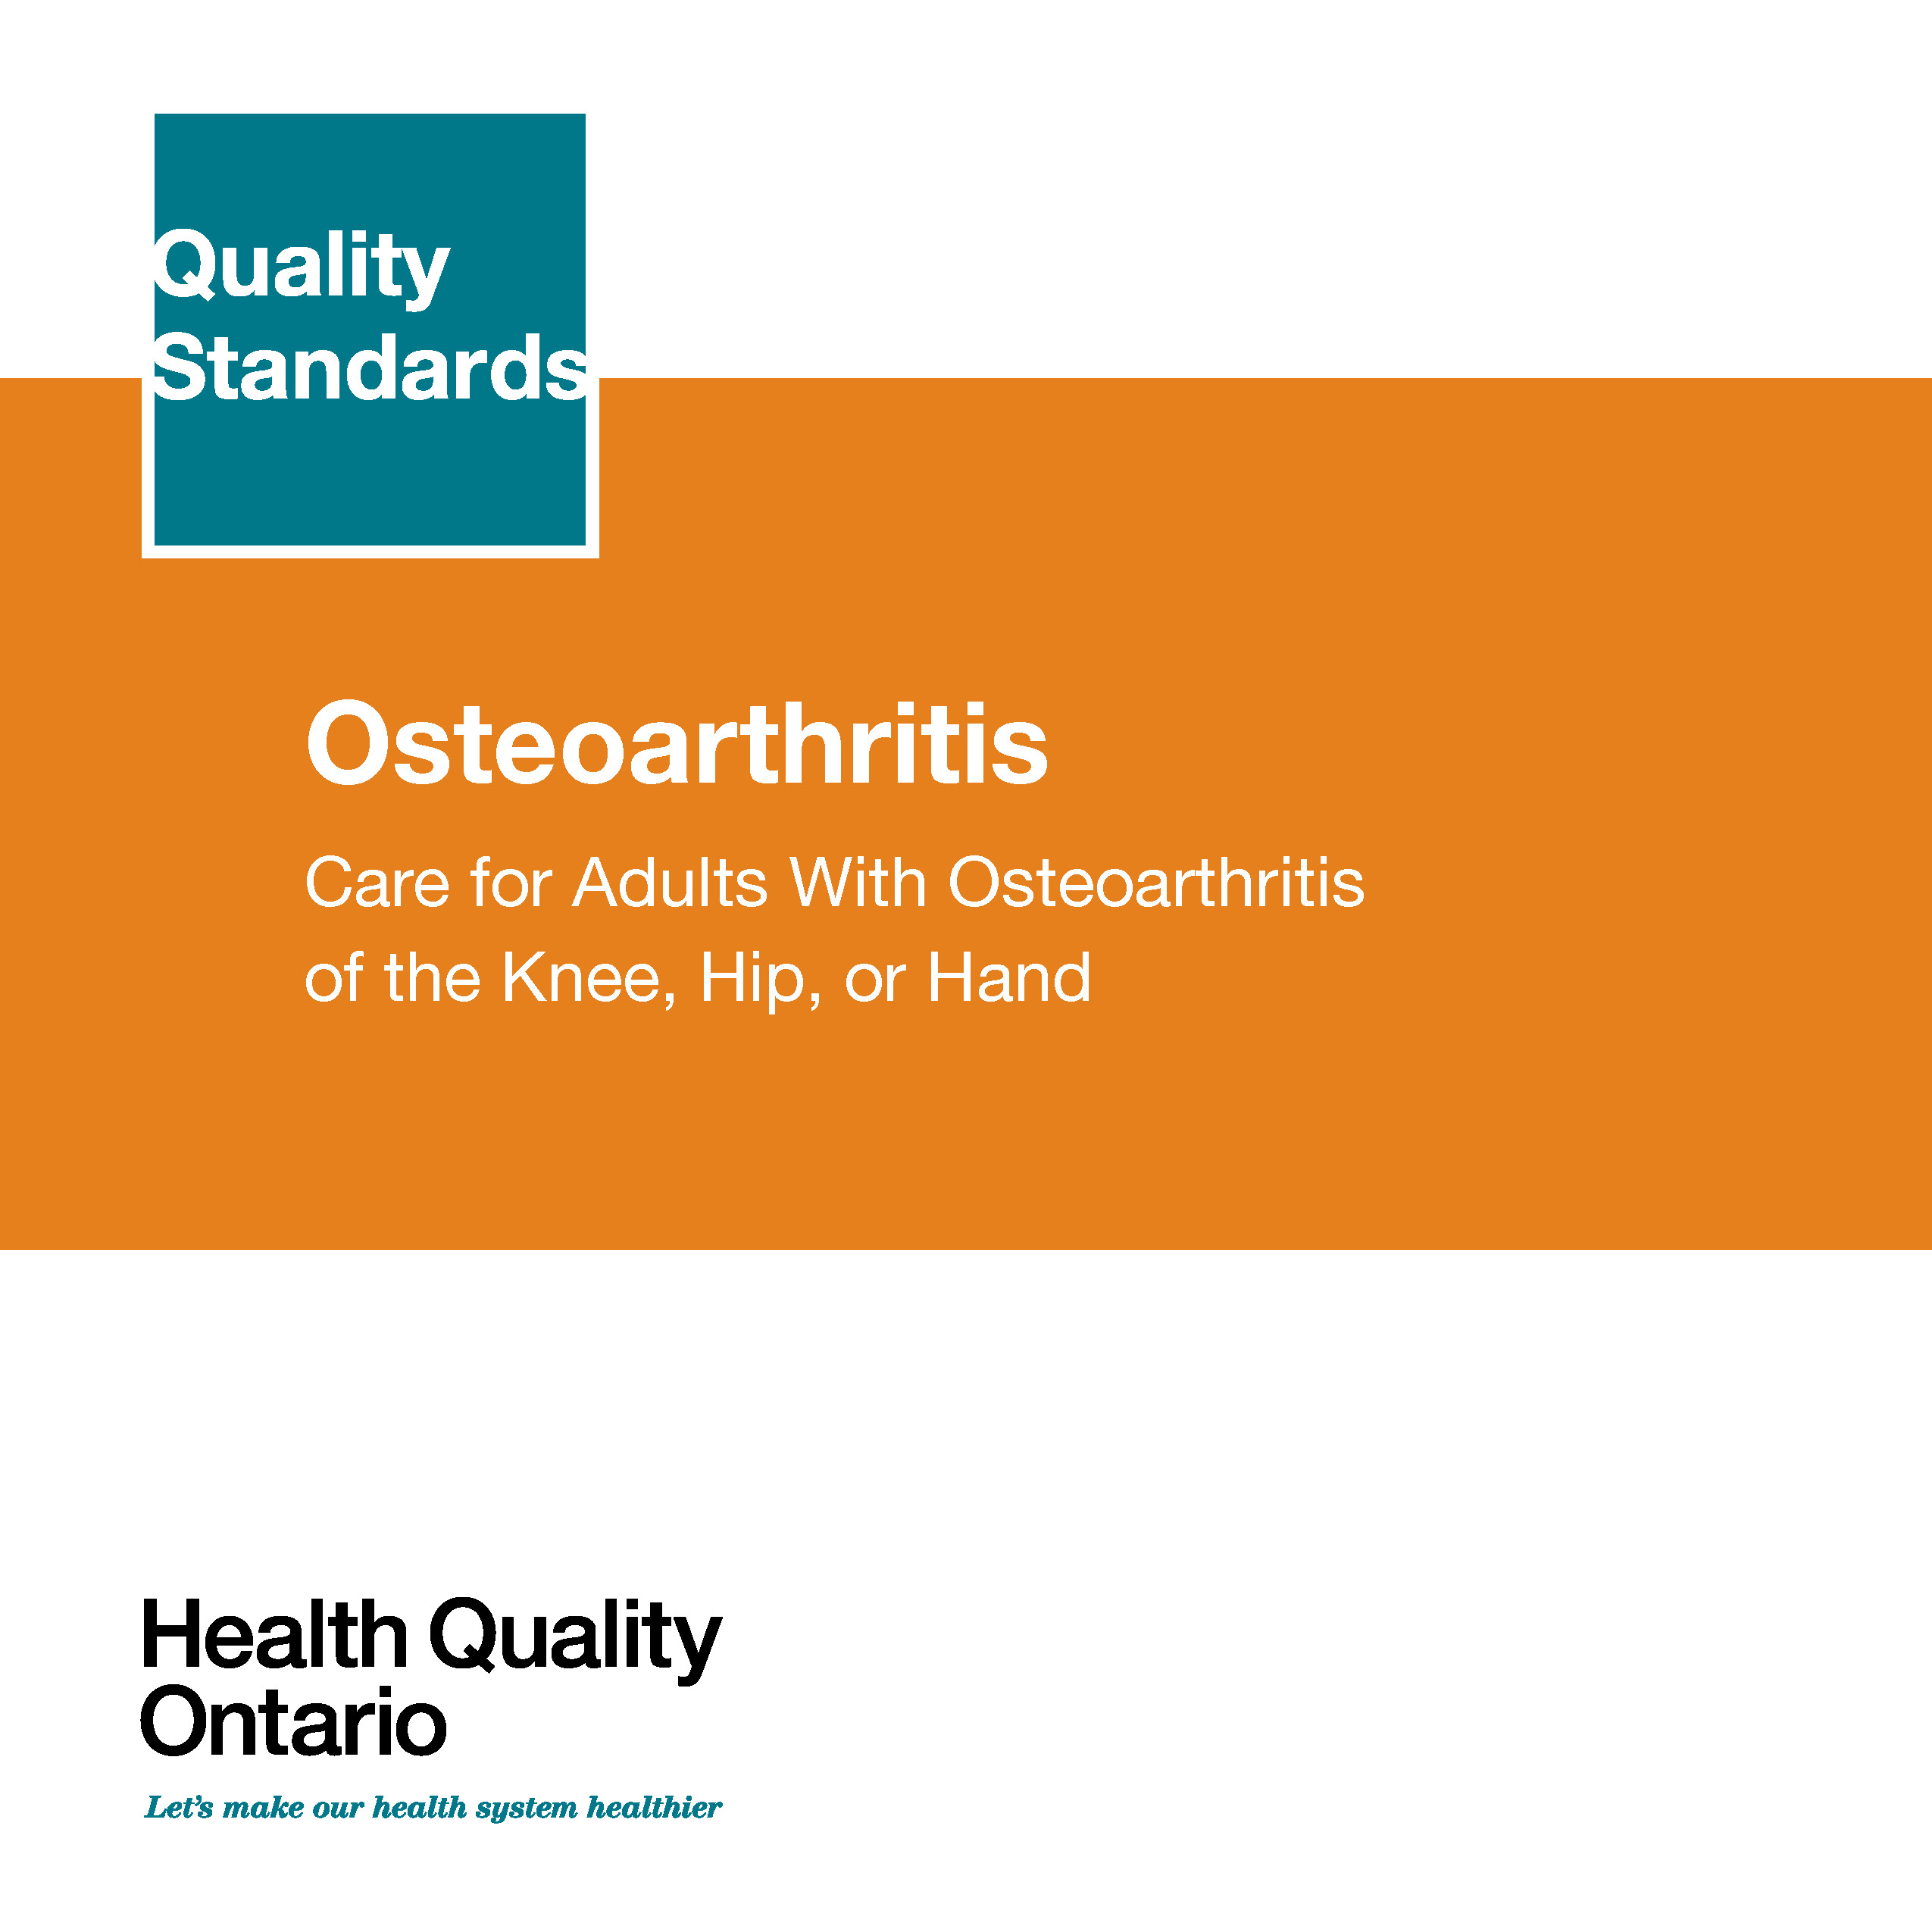 Quality
Standards
Osteoarthritis
Care for Adults With Osteoarthritis
of the Knee, Hip, or Hand
Health Quality
Ontario
Let’s make our health system healthier